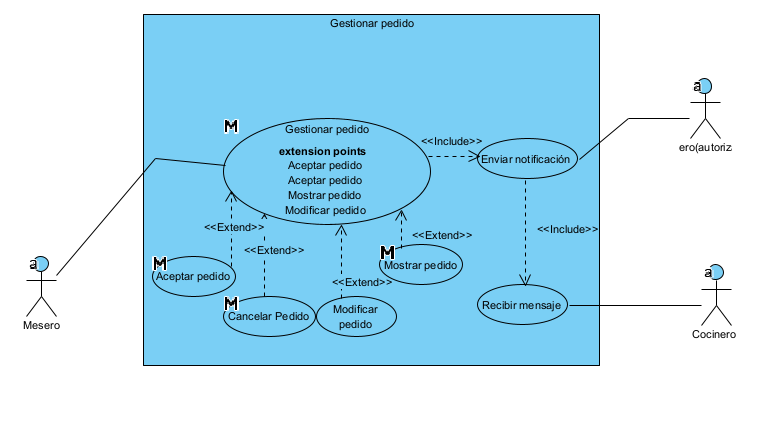 Gestionar pedido
Gestionar pedido
extension points
Aceptar pedido
Aceptar pedido
Mostrar pedido
Modificar pedido
<<Include>>
Enviar notificación
ero(autoriz
<<Extend>>
<<Extend>>
<<Extend>>
<<Extend>>
<<Include>>
Aceptar pedido
Mostrar pedido
Cancelar Pedido
Modificar
pedido
Recibir mensaje
Mesero
Cocinero